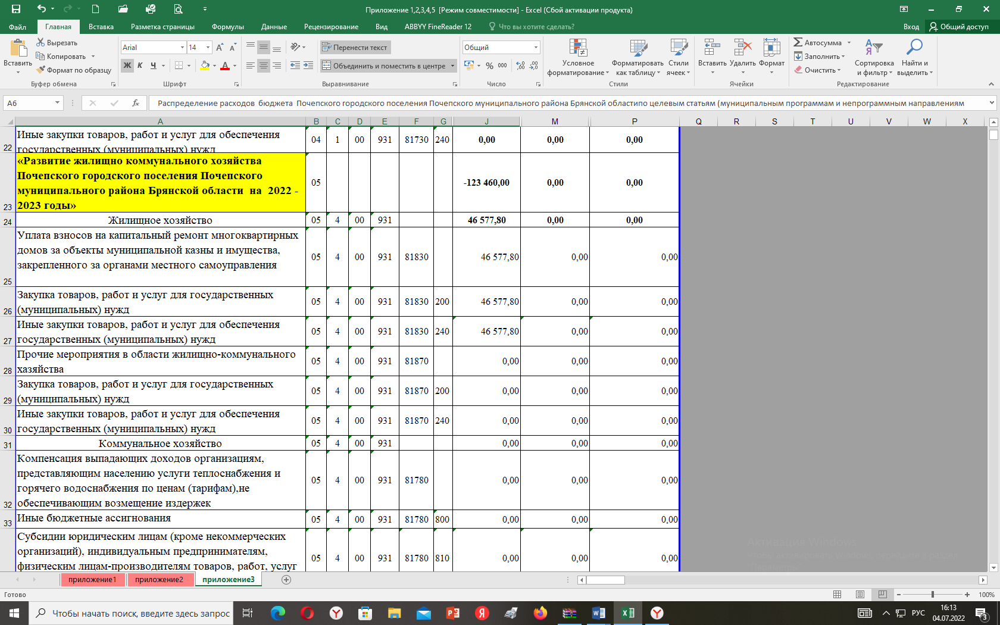 Приложение 1,2,3,4,5 [Режим совместимости] - Excel (Сбой активации продукта)
Файл Главная Вставка Разметка страницы Формулы Данные Рецензирование Вид ABBYY FineReader 12 Что вы хотите сделать? Вход Общий доступ
Вставить
Вырезать
Копировать
Формат по образцу
Буфер обмена
Arial 14
Ж К Ч
Шрифт
Перенести текст
Объединить и поместить в центре
Выравнивание
Общий
% 000
Число
Условное форматирование
Форматировать как таблицу
Стили ячеек
Стили
Вставить Удалить Формат
Ячейки
Автосумма
Заполнить
Очистить
Сортировка и фильтр
Найти и выделить
Редактирование
A6 fx Распределение расходов бюджета Почепского городского поселения Почепского муниципального района Брянской областипо целевым статьям (муниципальным программам и непрограммным направлениям
A B C D E F G J M P Q R S T U V W X
22 Иные закупки товаров, работ и услуг для обеспечения
государственных (муниципальных) нужд 04 1 00 931 81730 240 0,00 0,00 0,00
«Развитие жилищно коммунального хозяйства
Почепского городского поселения Почепского
муниципального района Брянской области на 2022 -
23 2023 годы» 05 -123 460,00 0,00 0,00
24 Жилищное хозяйство 05 4 00 931 46 577,80 0,00 0,00
Уплата взносов на капитальный ремонт многоквартирных
домов за объекты муниципальной казны и имущества,
закрепленного за органами местного самоуправления
25 05 4 00 931 81830 46 577,80 0,00 0,00
Закупка товаров, работ и услуг для государственных
26 (муниципальных) нужд 05 4 00 931 81830 200 46 577,80 0,00 0,00
Иные закупки товаров, работ и услуг для обеспечения
27 государственных (муниципальных) нужд 05 4 00 931 81830 240 46 577,80 0,00 0,00
Прочие мероприятия в области жилищно-коммунального
28 хазяйства 05 4 00 931 81870 0,00 0,00 0,00
Закупка товаров, работ и услуг для государственных
29 (муниципальных) нужд 05 4 00 931 81870 200 0,00 0,00 0,00
Иные закупки товаров, работ и услуг для обеспечения
30 государственных (муниципальных) нужд 05 4 00 931 81870 240 0,00 0,00 0,00
31 Коммунальное хозяйство 05 4 00 931 0,00 0,00 0,00
Компенсация выпадающих доходов организациям,
представляющим населению услуги теплоснабжения и
горячего водоснабжения по ценам (тарифам),не
32 обеспечивающим возмещение издержек 05 4 00 931 81780 0,00 0,00 0,00
33 Иные бюджетные ассигнования 05 4 00 931 81780 800 0,00 0,00 0,00
Субсидии юридическим лицам (кроме некоммерческих
организаций), индивидуальным предпринимателям,
физическим лицам-производителям товаров, работ, услуг 05 4 00 931 81780 810 0,00 0,00 0,00
Активация Windows
приложение1 приложение2 приложение3
Готово 100%
Чтобы начать поиск, введите здесь запрос
РУС 16:13
04.07.2022 3